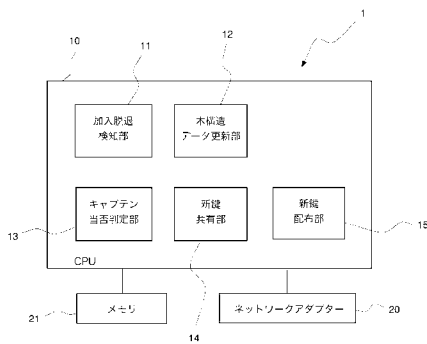 1
10
11
12
加入脱退
検知部
木構造
データ更新部
キャプテン
当否判定部
新鍵
共有部
新鍵
配布部
13
15
CPU
14
メモリ
21
ネットワークアダプター
20